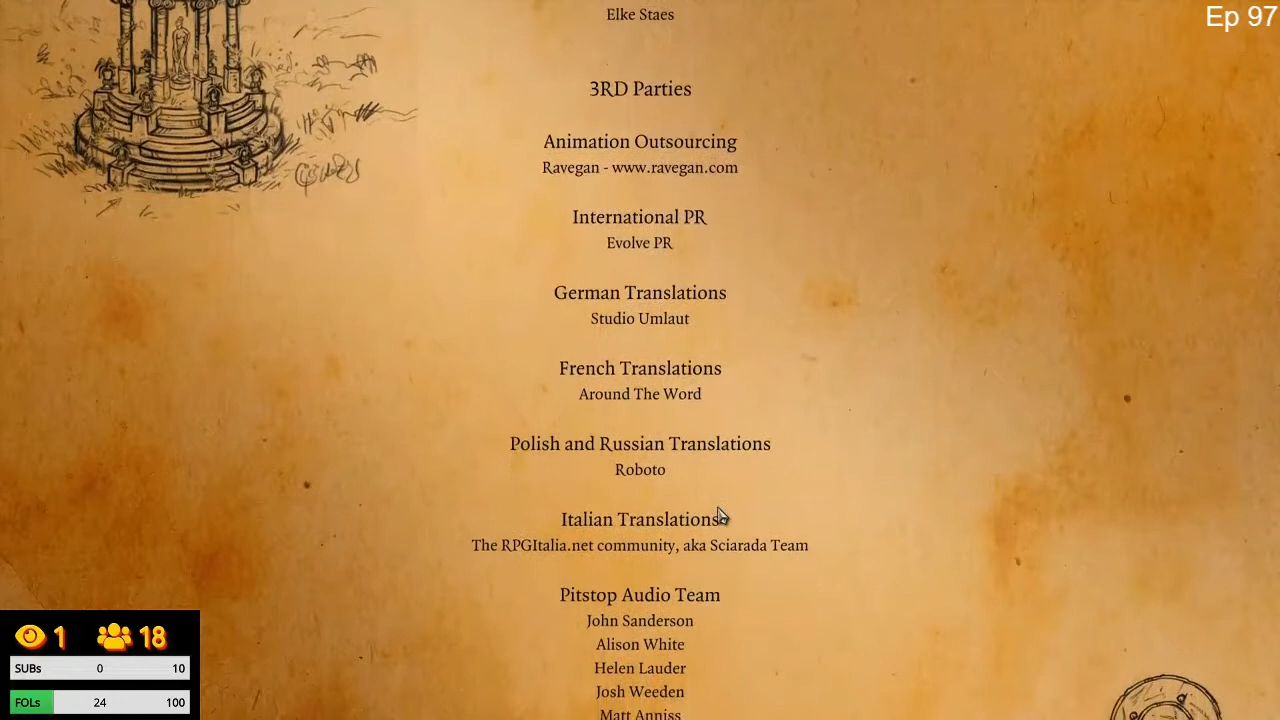 Elke Staes
Ep 97
3RD Parties
Animation Outsourcing
Ravegan - www.ravegan.com
International PR
Evolve PR
German Translations
Studio Umlaut
French Translations
Around The Word
Polish and Russian Translations
Roboto
Italian Translations
The RPGItalia.net community, aka Sciarada Team
Pitstop Audio Team
John Sanderson
Alison White
Helen Lauder
Josh Weeden
Matt Anniss
1 18
SUBs 0 10
FOLs 24 100